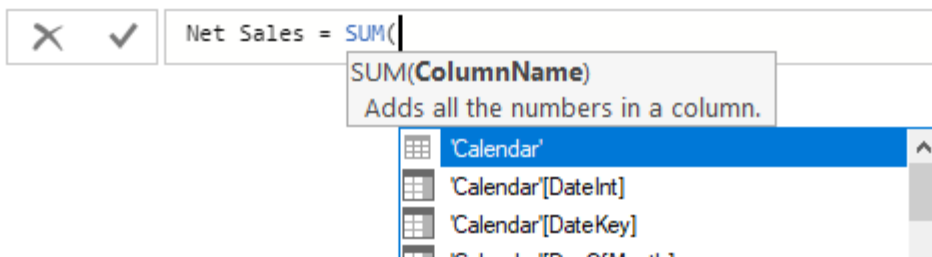 Net Sales = SUM(
SUM(ColumnName)
Adds all the numbers in a column.
'Calendar'
'Calendar'[DateInt]
'Calendar'[DateKey]